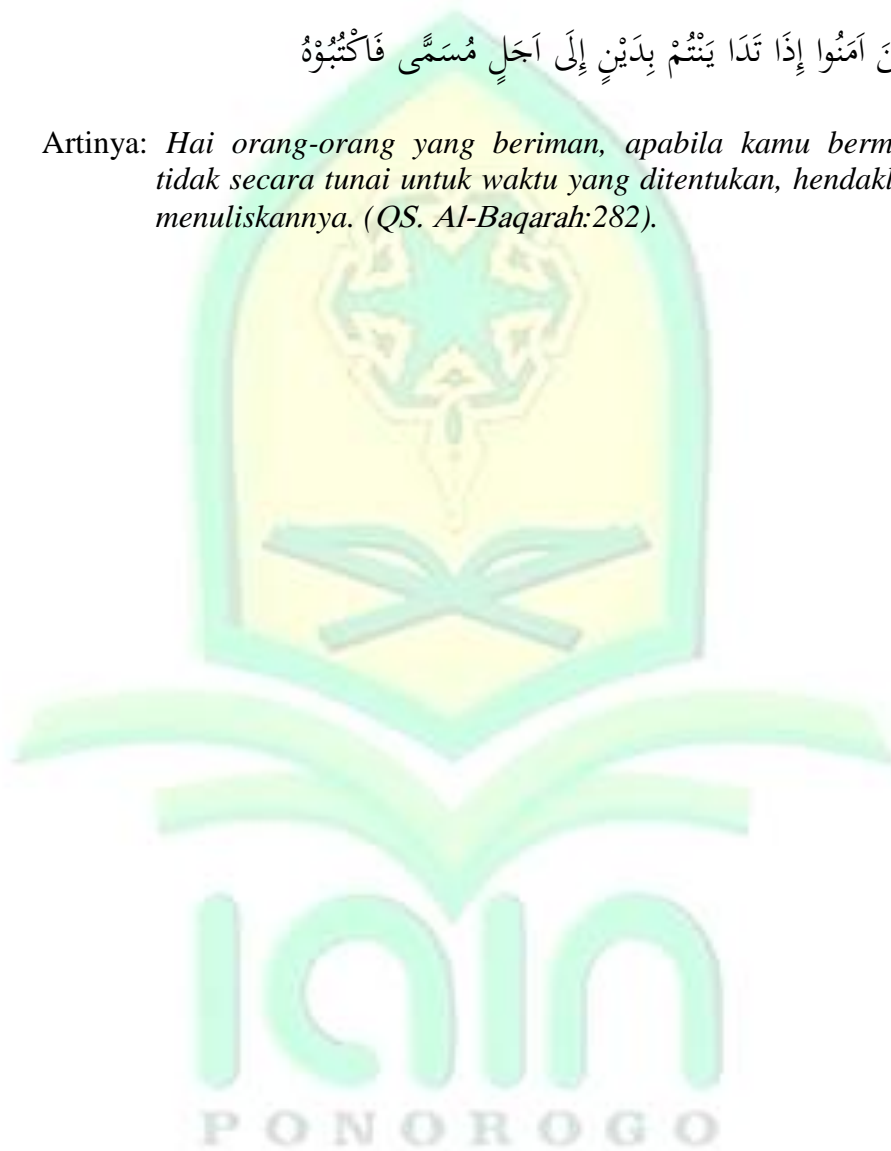 نَ اَمَنُوا إِذَا تَدَا يَنْتُمْ بِدَيْنٍ إِلَى اَجَلٍ مُسَمًّى فَاكْتُبُوْهُ
Artinya: Hai orang-orang yang beriman, apabila kamu berm
tidak secara tunai untuk waktu yang ditentukan, hendakl
menuliskannya. (QS. Al-Baqarah:282).
iain
PONOROGO